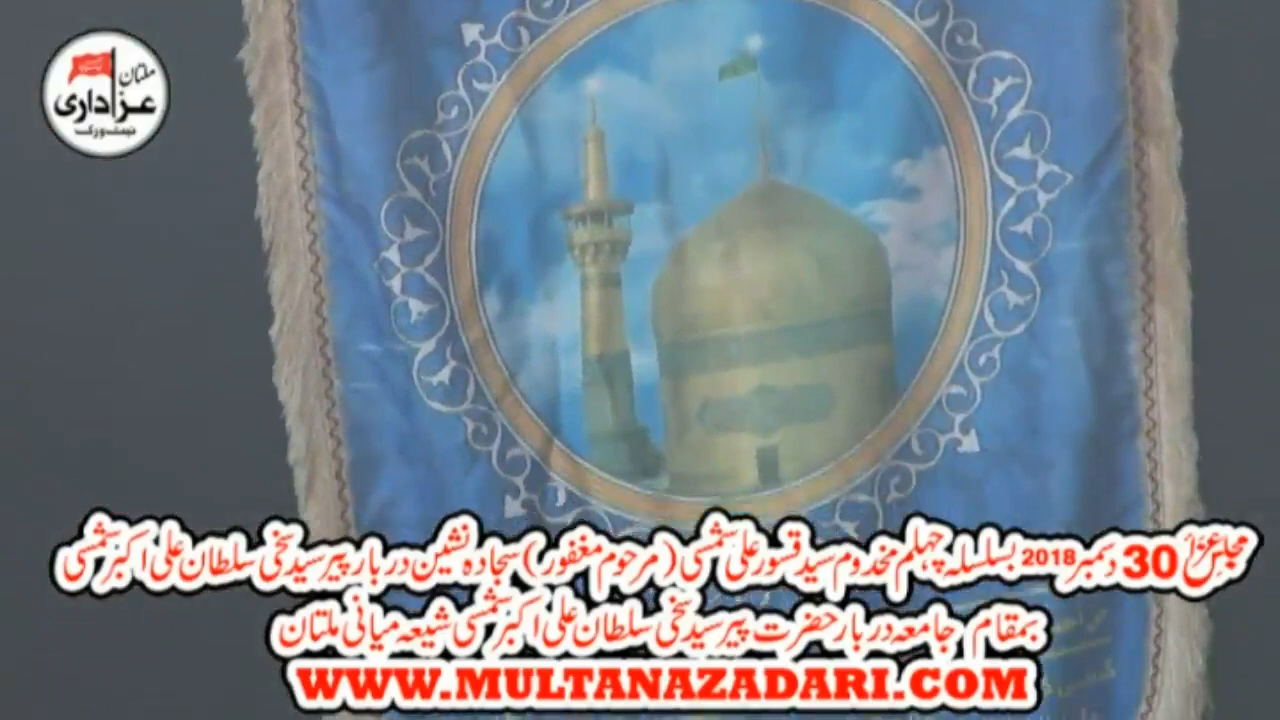 ملتان
عزاداری
نیٹ ورک
مجلس عزا 30 دسمبر 2018 بسلسلہ چہلم مخدوم سید قسور علی شمسی (مرحوم مغفور) سجادہ نشین دربار پیر سید سخی سلطان علی اکبر شمسی
بمقام جامعہ دربار حضرت پیر سید سخی سلطان علی اکبر شمسی شیعہ میانی ملتان
WWW.MULTANAZADARI.COM